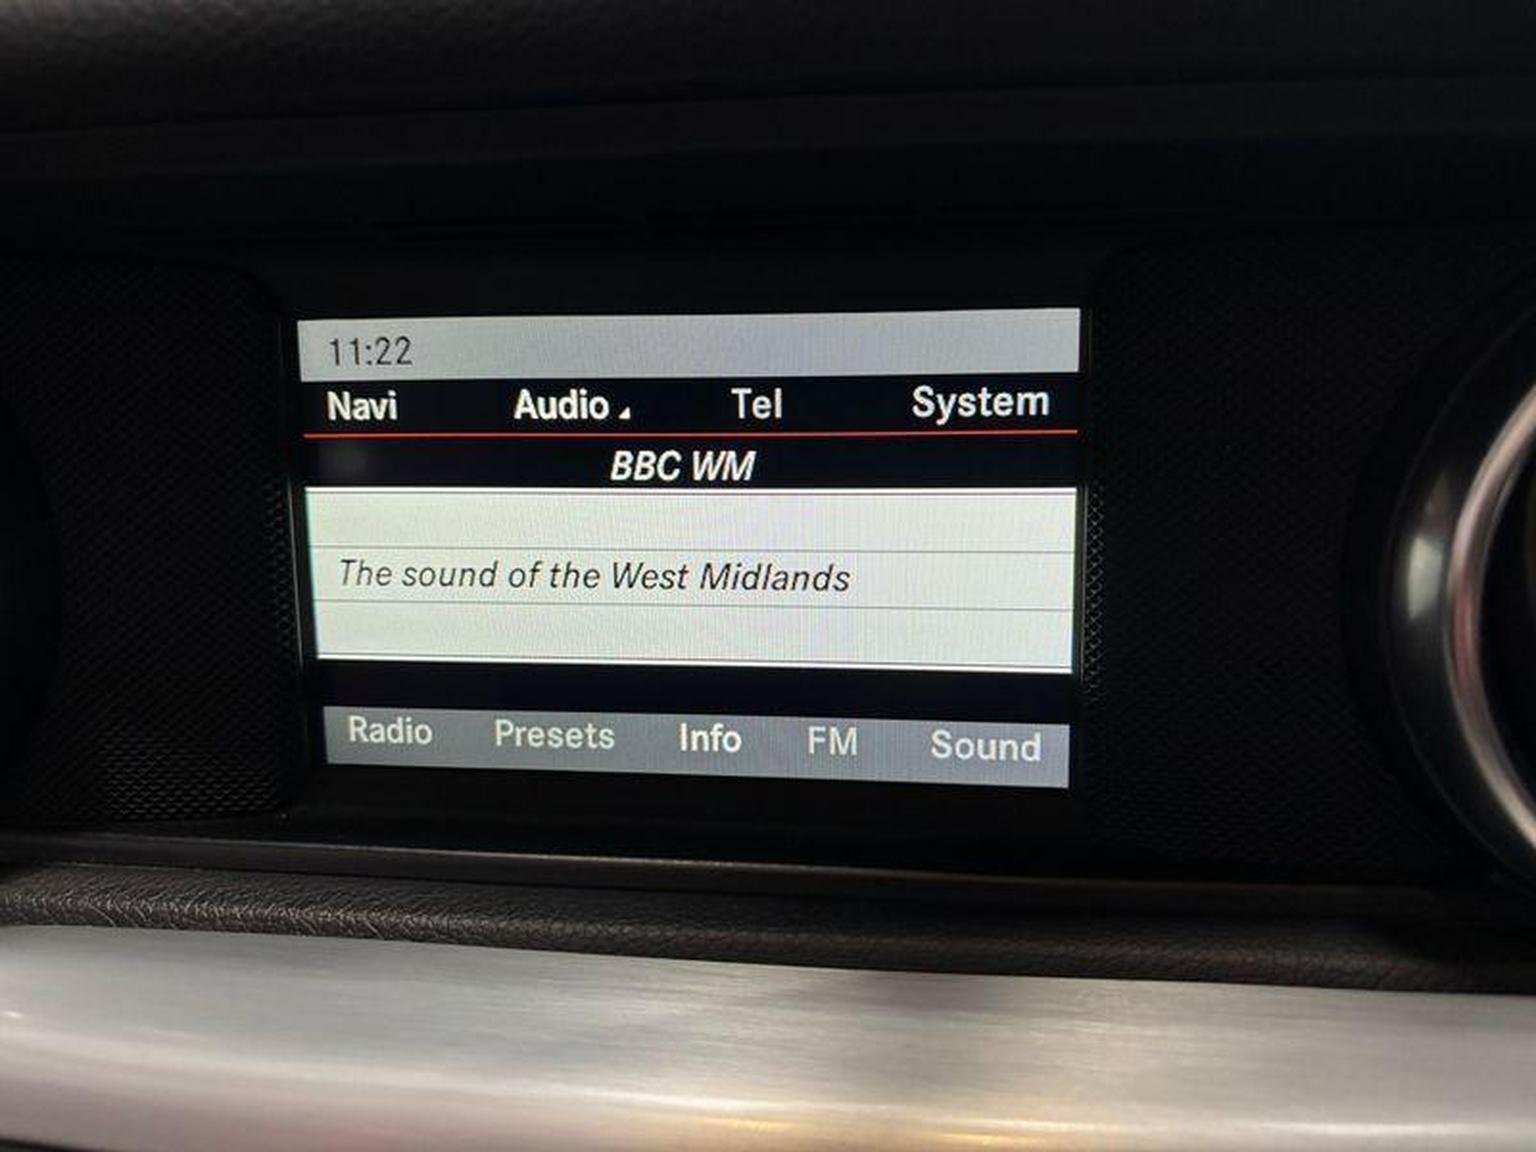 11:22
Navi Audio Tel System
BBC WM
The sound of the West Midlands
Radio Presets Info FM Sound